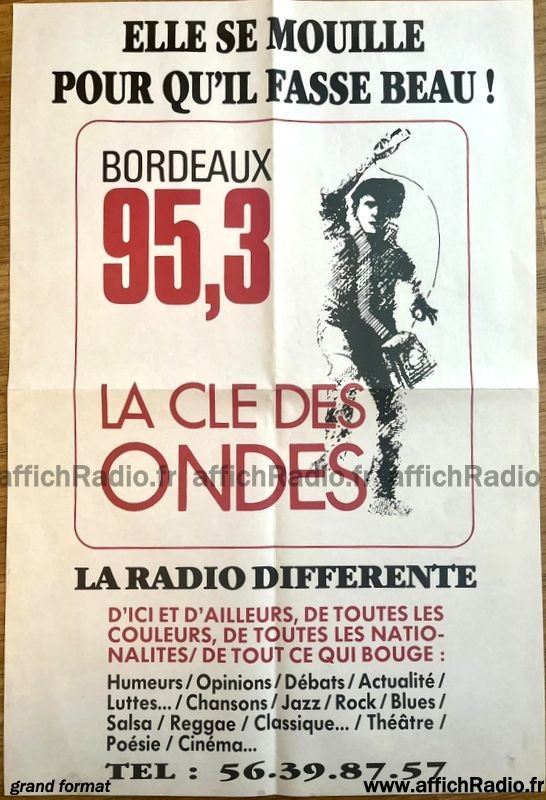 ELLE SE MOUILLE
POUR QU'IL FASSE BEAU !
BORDEAUX
95,3
LA CLE DES
ONDES
affichRadio.fr affichRadio.fr affichRadio
LA RADIO DIFFERENTE
D'ICI ET D'AILLEURS, DE TOUTES LES
COULEURS, DE TOUTES LES NATIO-
NALITES/ DE TOUT CE QUI BOUGE :
Humeurs / Opinions / Débats / Actualité /
Luttes... / Chansons / Jazz / Rock / Blues /
Salsa / Reggae / Classique... / Théâtre /
Poésie / Cinéma...
TEL : 56.39.87.57
grand format
www.affichRadio.fr